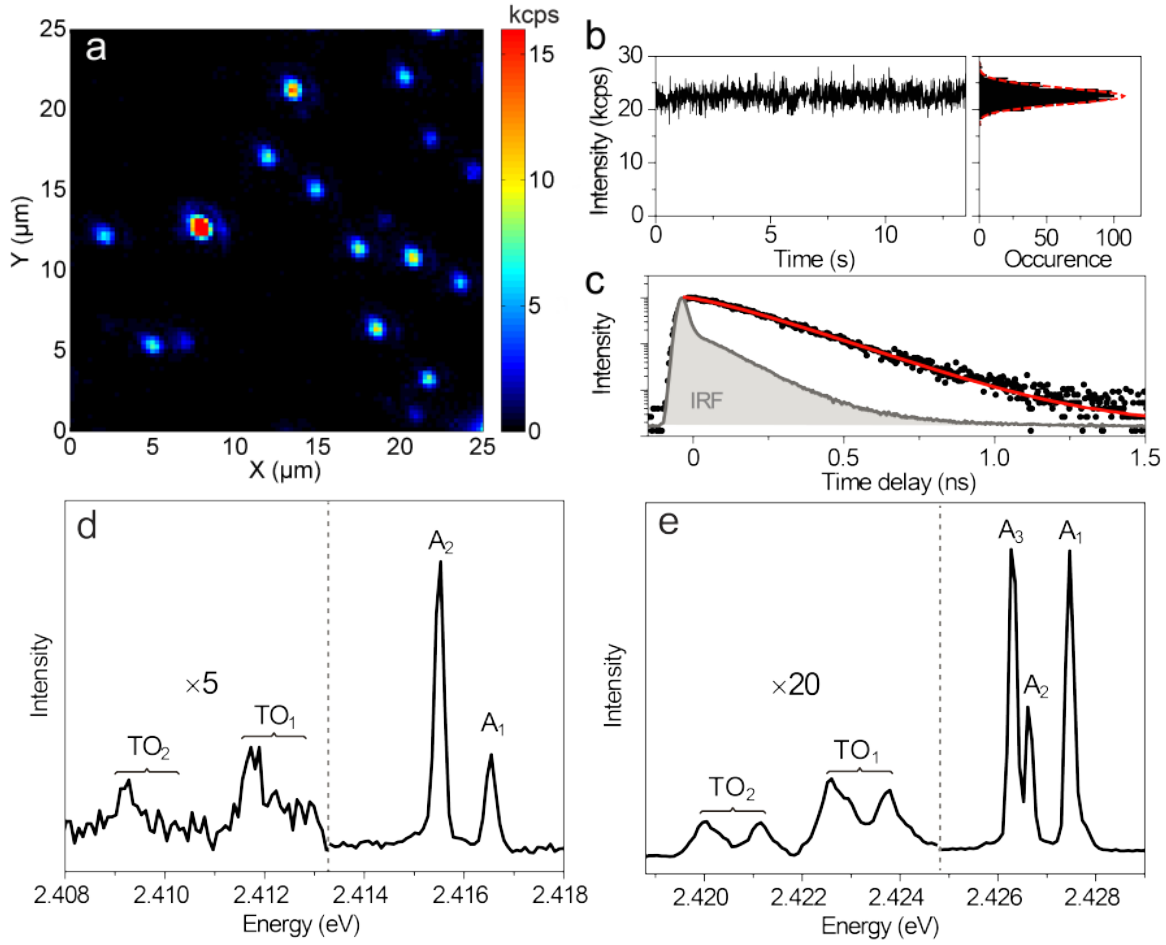 a
kcps
25
20
15
10
5
0
Y (µm)
0 5 10 15 20 25
X (µm)
15
10
5
0
b
Intensity (kcps)
30
20
10
0
0 5 10
Time (s)
0 50 100
Occurence
c
Intensity
IRF
0 0.5 1.0 1.5
Time delay (ns)
d
Intensity
×5
TO2
TO1
A2
A1
2.408 2.410 2.412 2.414 2.416 2.418
Energy (eV)
e
Intensity
×20
TO2
TO1
A3
A2
A1
2.420 2.422 2.424 2.426 2.428
Energy (eV)